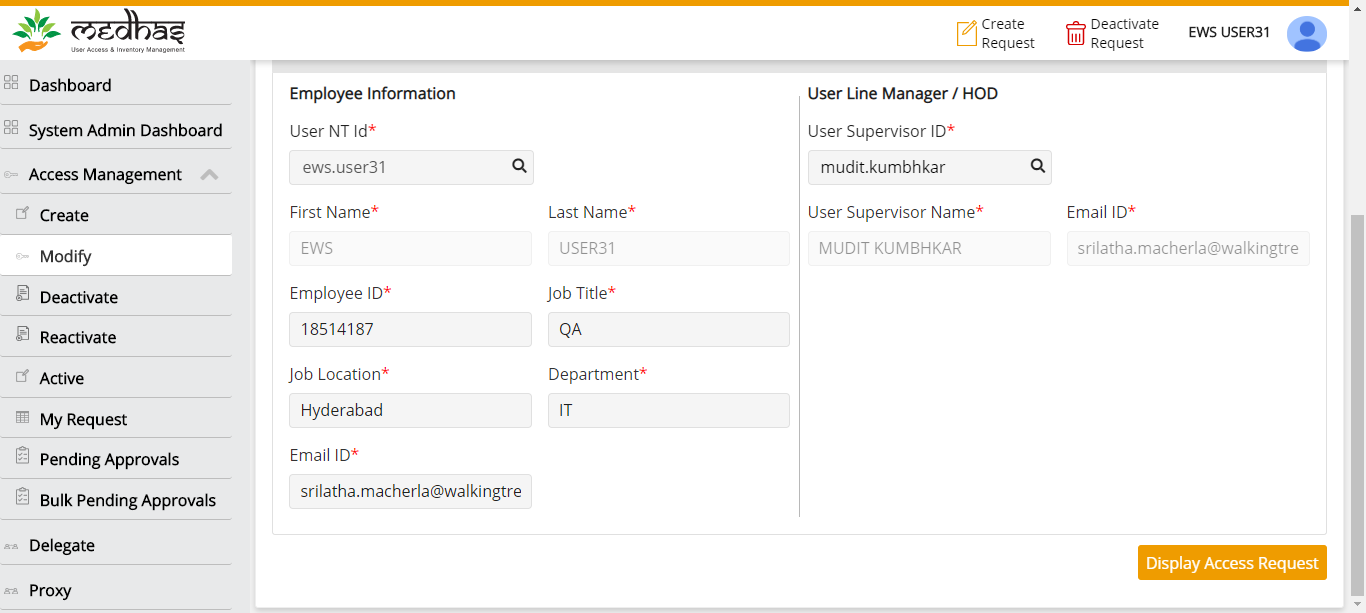 medhas
User Access & Inventory Management
Create
Request
Deactivate
Request
EWS USER31
Dashboard
System Admin Dashboard
Access Management
Create
Modify
Deactivate
Reactivate
Active
My Request
Pending Approvals
Bulk Pending Approvals
Delegate
Proxy
Employee Information
User NT Id*
ews.user31
First Name*
Last Name*
EWS
USER31
Employee ID*
Job Title*
18514187
QA
Job Location*
Department*
Hyderabad
IT
Email ID*
srilatha.macherla@walkingtre
User Line Manager / HOD
User Supervisor ID*
mudit.kumbhkar
User Supervisor Name*
Email ID*
MUDIT KUMBHKAR
srilatha.macherla@walkingtre
Display Access Request